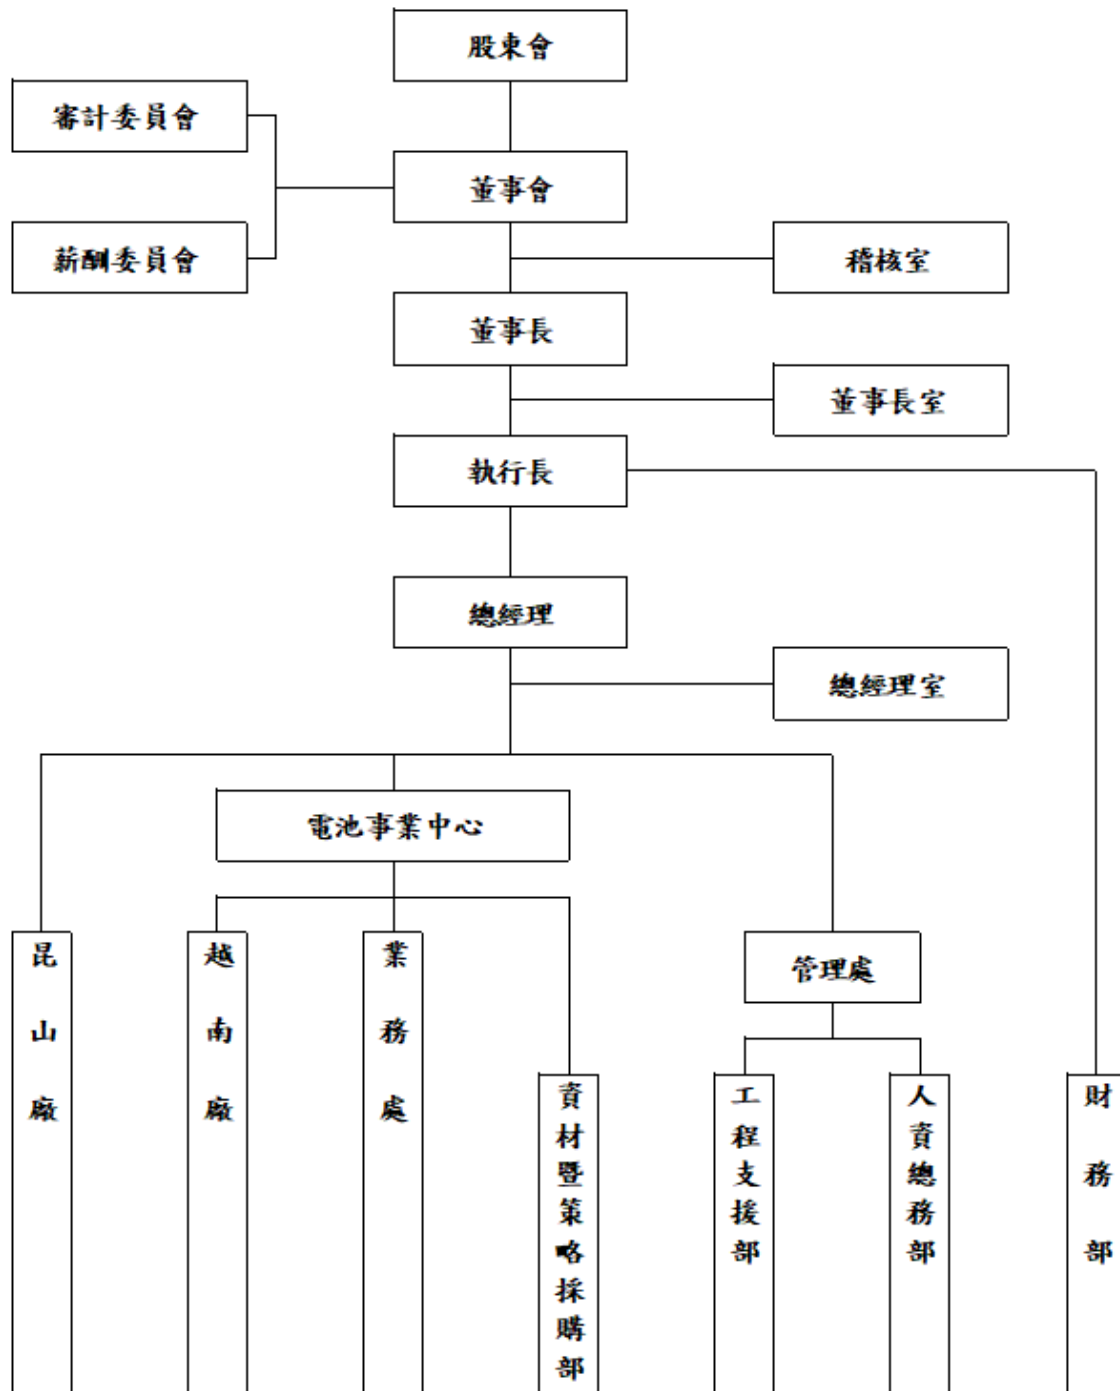 股東會
審計委員會
董事會
薪酬委員會
稽核室
董事長
董事長室
執行長
總經理
總經理室
電池事業中心
昆山廠
越南廠
業務處
管理處
資材暨策略採購部
工程支援部
人資總務部
財務部